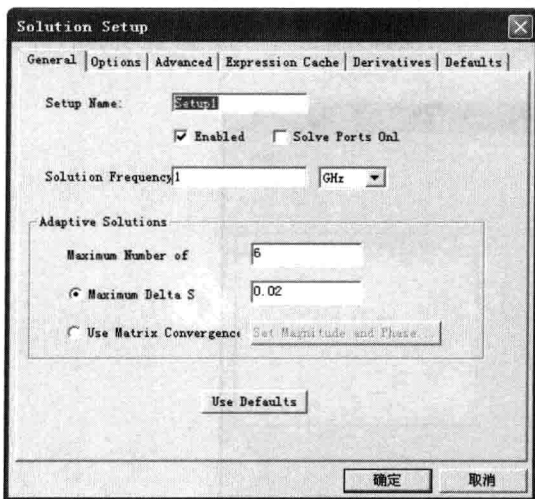 Solution Setup
General Options Advanced Expression Cache Derivatives Defaults
Setup Name: Setup1
Enabled Solve Ports Onl
Solution Frequency 1 GHz
Adaptive Solutions
Maximum Number of 6
Maximum Delta S 0.02
Use Matrix Convergence Set Magnitude and Phase...
Use Defaults
确定 取消